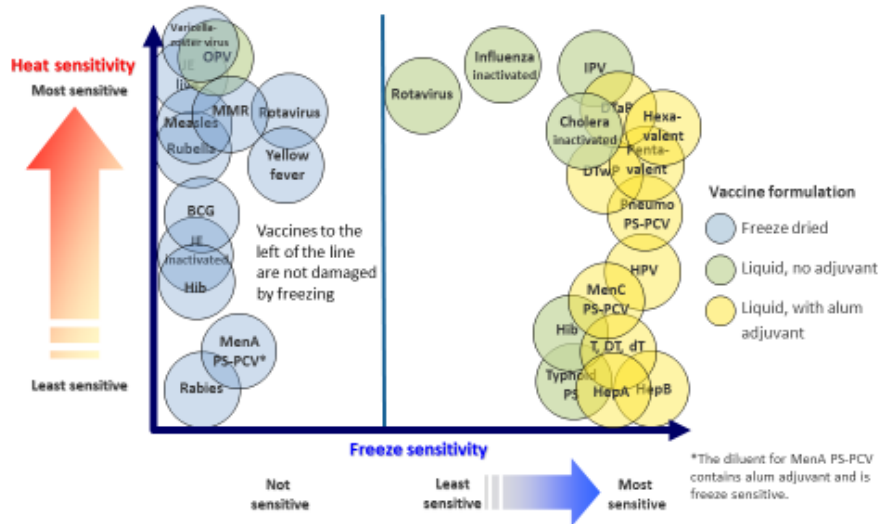 Heat sensitivity
Most sensitive
Least sensitive
Varicella-
zoster virus
OPV
JE
live
MMR
Rotavirus
Measles
Rubella
Yellow
fever
BCG
JE
inactivated
Hib
MenA
PS-PCV*
Rabies
Vaccines to the
left of the line
are not damaged
by freezing
Rotavirus
Influenza
inactivated
IPV
DTaP
Cholera
inactivated
Hexa-
valent
Penta-
valent
DTwP
Pneumo
PS-PCV
HPV
MenC
PS-PCV
Hib
T, DT, dT
Typhoid
PS
HepA
HepB
Vaccine formulation
Freeze dried
Liquid, no adjuvant
Liquid, with alum
adjuvant
Freeze sensitivity
Not
sensitive
Least
sensitive
Most
sensitive
*The diluent for MenA PS-PCV
contains alum adjuvant and is
freeze sensitive.